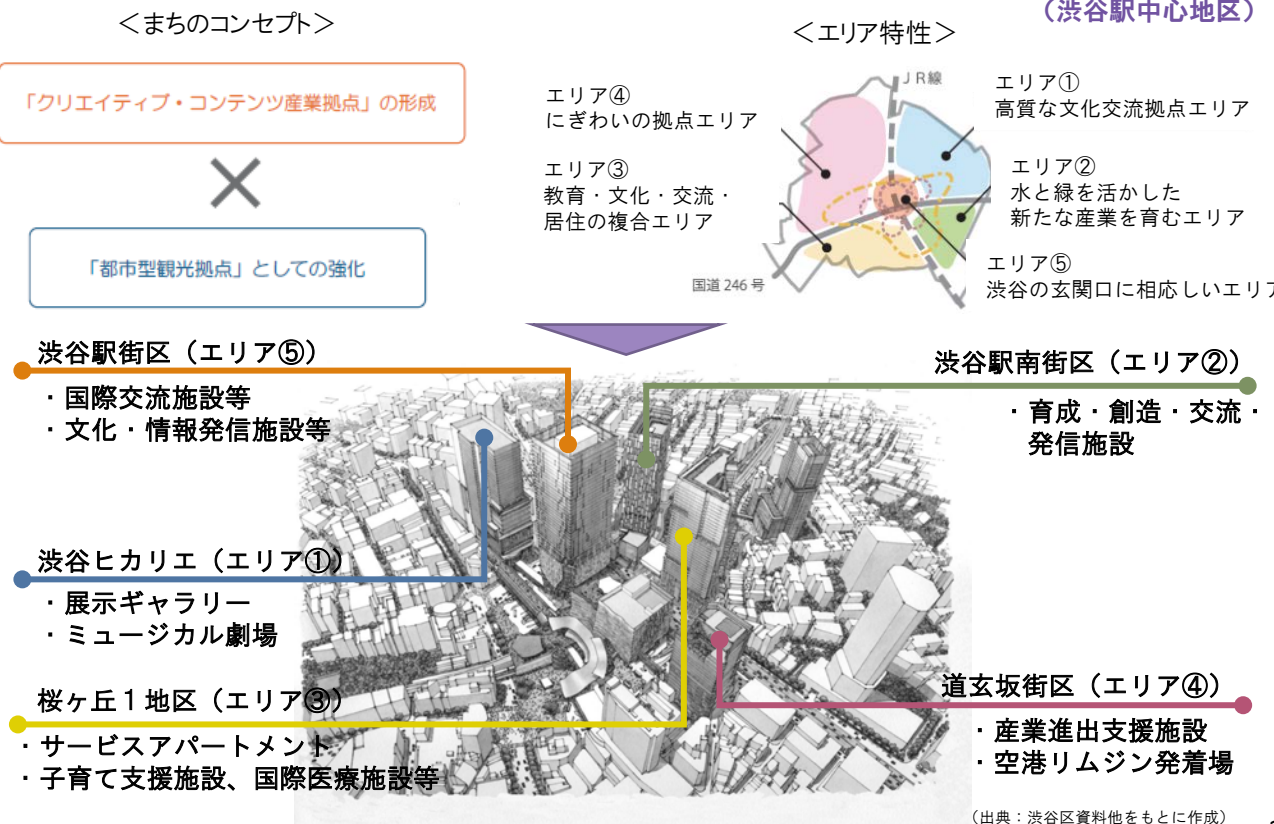 （渋谷駅中心地区）
＜まちのコンセプト＞
「クリエイティブ・コンテンツ産業拠点」の形成
×
「都市型観光拠点」としての強化
＜エリア特性＞
ＪＲ線
エリア④
にぎわいの拠点エリア
エリア③
教育・文化・交流・
居住の複合エリア
エリア①
高質な文化交流拠点エリア
エリア②
水と緑を活かした
新たな産業を育むエリア
エリア⑤
渋谷の玄関口に相応しいエリア
国道 246 号
渋谷駅街区（エリア⑤）
・国際交流施設等
・文化・情報発信施設等
渋谷駅南街区（エリア②）
・育成・創造・交流・
発信施設
渋谷ヒカリエ（エリア①）
・展示ギャラリー
・ミュージカル劇場
桜ヶ丘１地区（エリア③）
・サービスアパートメント
・子育て支援施設、国際医療施設等
道玄坂街区（エリア④）
・産業進出支援施設
・空港リムジン発着場
（出典：渋谷区資料他をもとに作成）